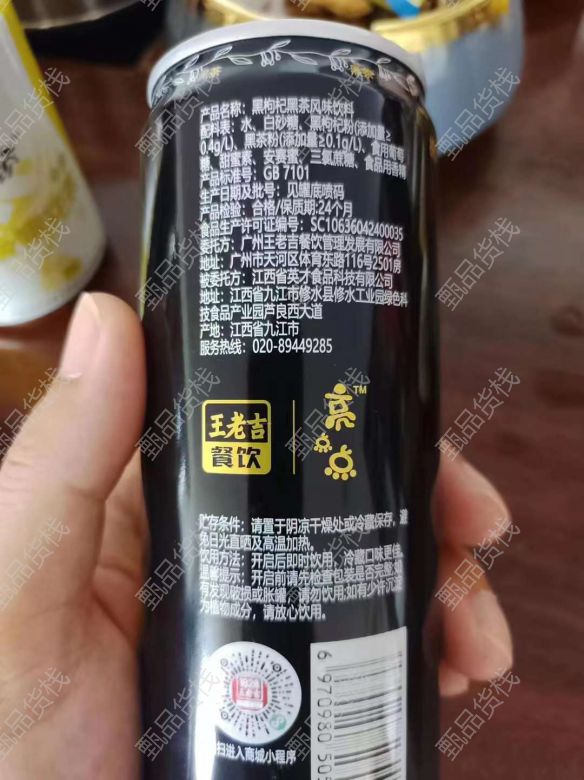 产品名称：黑枸杞黑茶风味饮料
配料表：水、白沙糖、黑枸杞粉(添加量≥
0.4g/L)、黑茶粉(添加量≥0.1g/L)、食用葡萄
糖、甜蜜素、安赛蜜、三氯蔗糖、食品用香精
产品标准号：GB 7101
生产日期及批号：见罐底喷码
产品检验：合格/保质期:24个月
食品生产许可证编号：SC10636042400035
委托方：广州王老吉餐饮管理发展有限公司
地址：广州市天河区体育东路116号2501房
被委托方：江西省英才食品科技有限公司
地址：江西省九江市修水县修水工业园绿色科
技食品产业园芦良西大道
产地：江西省九江市
服务热线：020-89449285
王老吉
餐饮
亮点 TM
贮存条件：请置于阴凉干燥处或冷藏保存，避
免日光直晒及高温加热。
饮用方法：开启后即时饮用，冷藏口味更佳。
温馨提示：开启前请先检查包装是否完整,如
有发现破损或胀罐，请勿饮用;如有少许沉淀
为植物成分，请放心饮用。
1828
王老吉
扫进入商城小程序
6 970980 505
甄品货栈